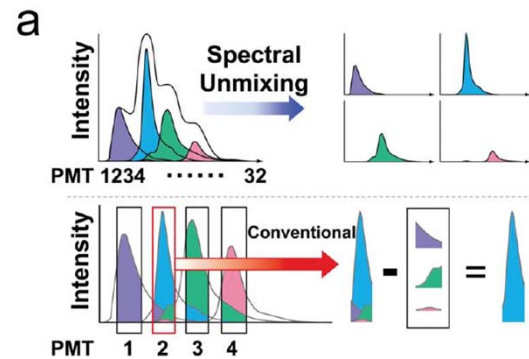 a
Intensity
Spectral
Unmixing
PMT 1234 ······ 32
Intensity
Conventional
- =
PMT 1 2 3 4